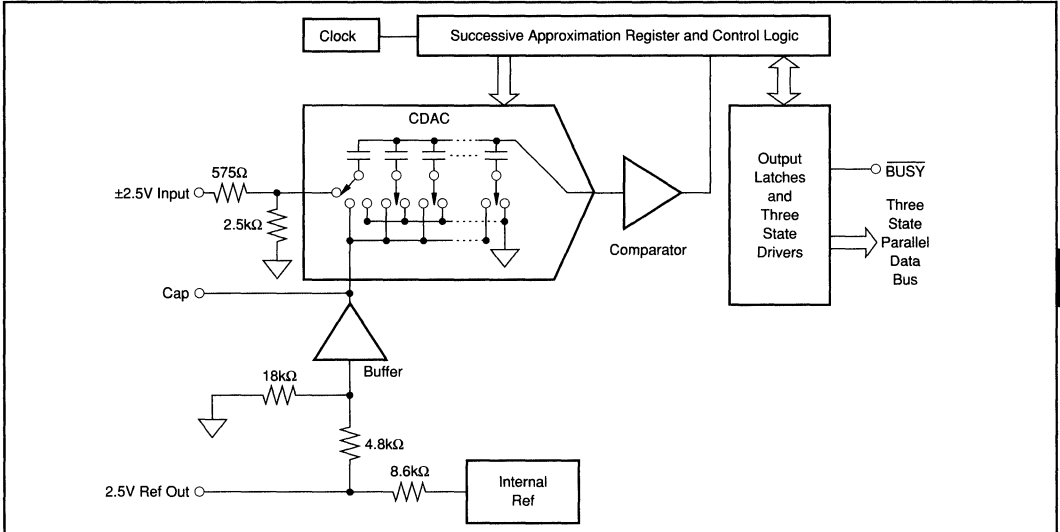 Clock
Successive Approximation Register and Control Logic
CDAC
575Ω
±2.5V Input
2.5kΩ
Comparator
Output
Latches
and
Three
State
Drivers
BUSY
Three
State
Parallel
Data
Bus
Cap
Buffer
18kΩ
4.8kΩ
8.6kΩ
2.5V Ref Out
Internal
Ref